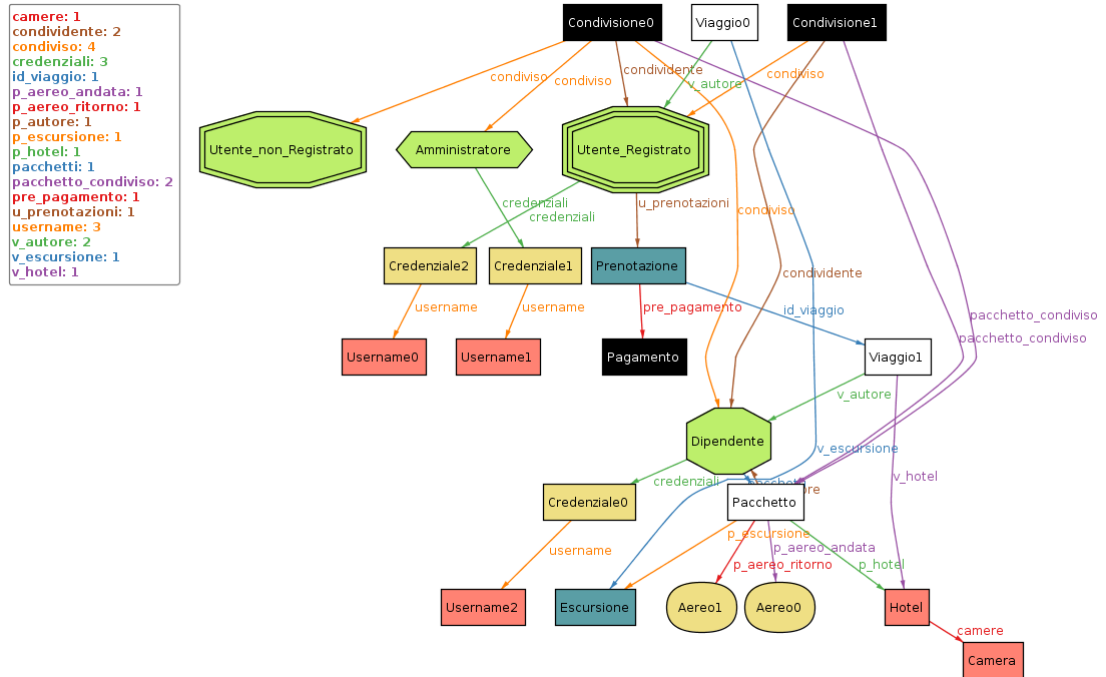 camere: 1
condividente: 2
condiviso: 4
credenziali: 3
id_viaggio: 1
p_aereo_andata: 1
p_aereo_ritorno: 1
p_autore: 1
p_escursione: 1
p_hotel: 1
pacchetti: 1
pacchetto_condiviso: 2
pre_pagamento: 1
u_prenotazioni: 1
username: 3
v_autore: 2
v_escursione: 1
v_hotel: 1
Condivisione0
Viaggio0
Condivisione1
condiviso
condiviso
condividente
v_autore
condiviso
Utente_non_Registrato
Amministratore
Utente_Registrato
credenziali
credenziali
u_prenotazioni
condiviso
Credenziale2
Credenziale1
Prenotazione
condividente
username
username
pre_pagamento
id_viaggio
pacchetto_condiviso
pacchetto_condiviso
Username0
Username1
Pagamento
Viaggio1
v_autore
Dipendente
v_escursione
credenziali
v_hotel
Credenziale0
Pacchetto
username
p_escursione
p_aereo_andata
p_aereo_ritorno
p_hotel
Username2
Escursione
Aereo1
Aereo0
Hotel
camere
Camera